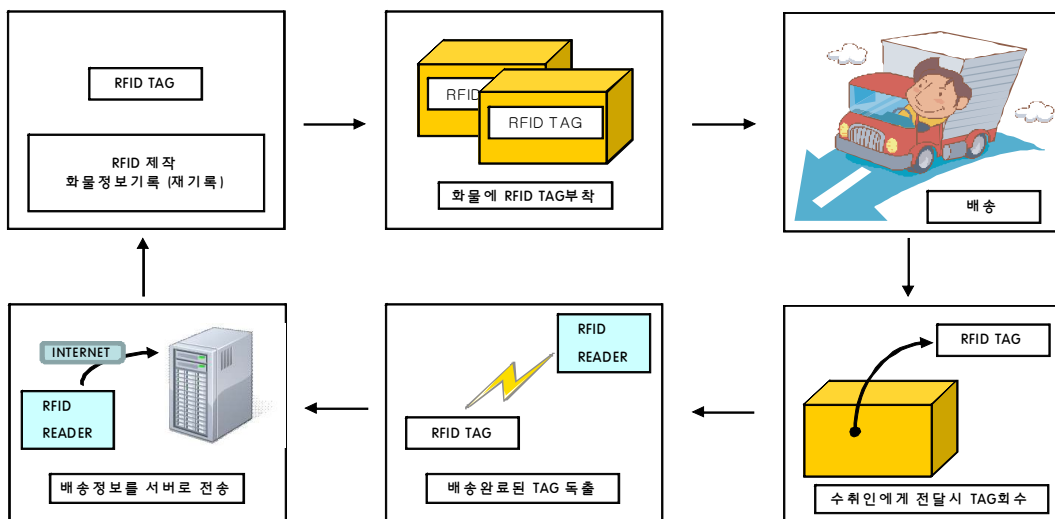 RFID TAG
RFID 제작
화물정보기록 (재기록)
RFID
RFID TAG
화물에 RFID TAG부착
배송
INTERNET
RFID
READER
배송정보를 서버로 전송
RFID
READER
RFID TAG
배송완료된 TAG 독출
RFID TAG
수취인에게 전달시 TAG회수